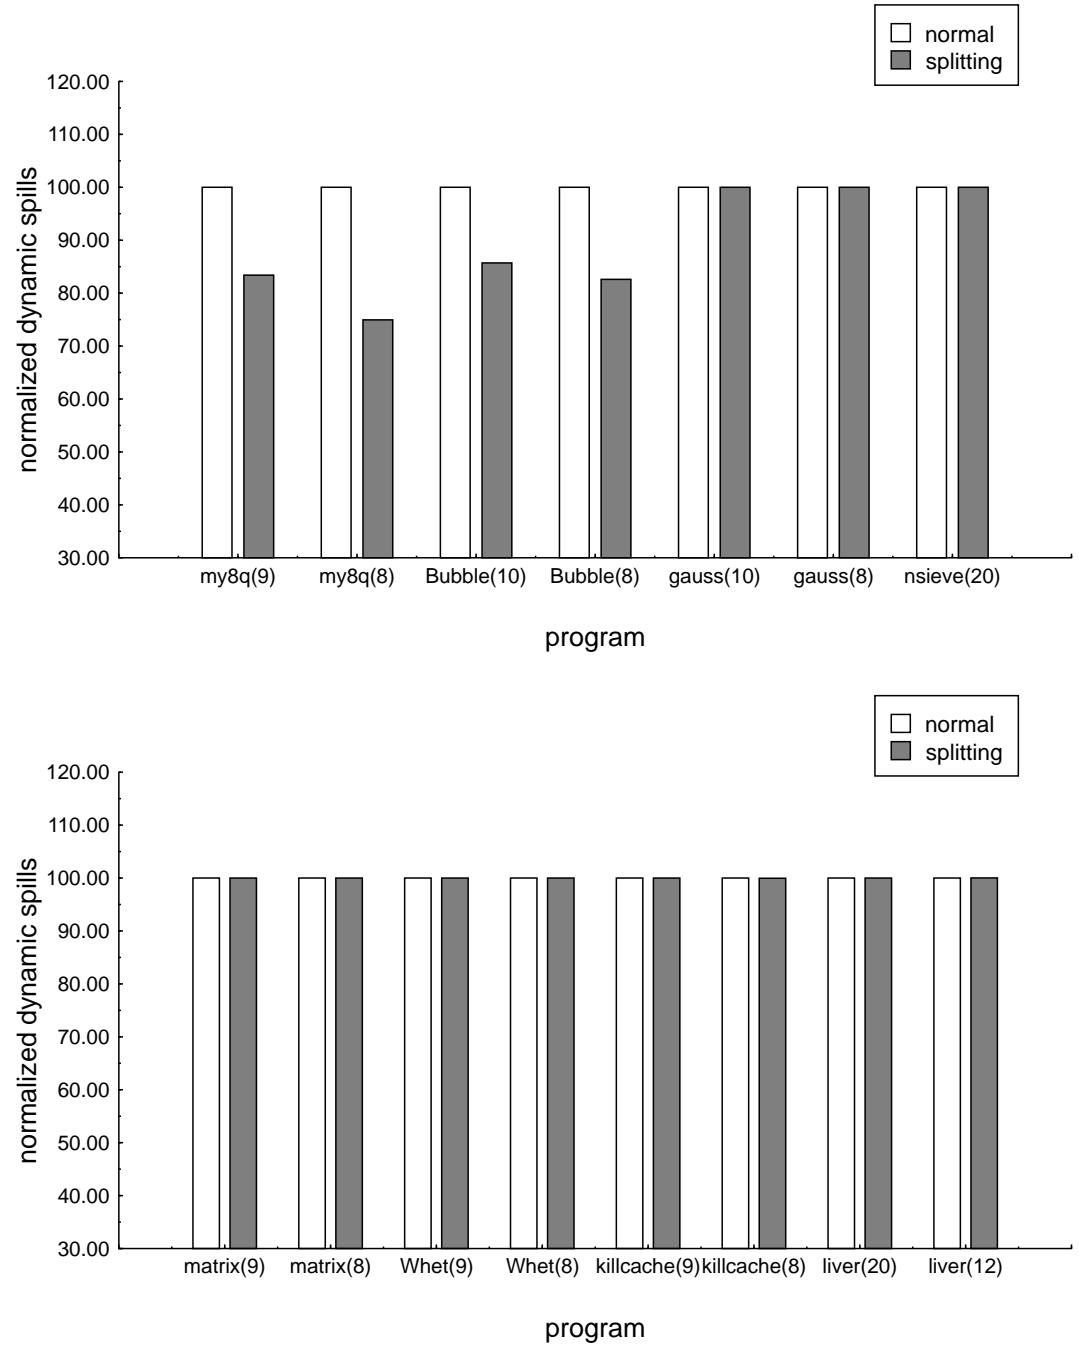 normal
splitting
120.00
110.00
100.00
90.00
80.00
70.00
60.00
50.00
40.00
30.00
normalized dynamic spills
my8q(9) my8q(8) Bubble(10) Bubble(8) gauss(10) gauss(8) nsieve(20)
program
normal
splitting
120.00
110.00
100.00
90.00
80.00
70.00
60.00
50.00
40.00
30.00
normalized dynamic spills
matrix(9) matrix(8) Whet(9) Whet(8) killcache(9) killcache(8) liver(20) liver(12)
program